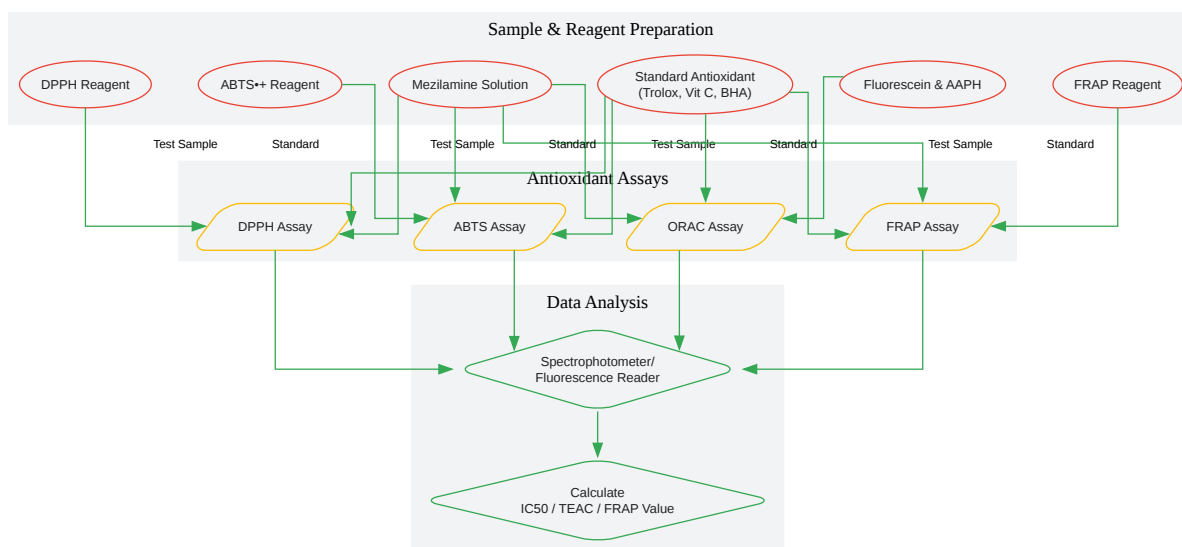 Sample & Reagent Preparation
DPPH Reagent
ABTS•+ Reagent
Mezilamine Solution
Standard Antioxidant
(Trolox, Vit C, BHA)
Fluorescein & AAPH
FRAP Reagent
Test Sample
Standard
Test Sample
Standard
Test Sample
Standard
Test Sample
Standard
Antioxidant Assays
DPPH Assay
ABTS Assay
ORAC Assay
FRAP Assay
Data Analysis
Spectrophotometer/
Fluorescence Reader
Calculate
IC50 / TEAC / FRAP Value